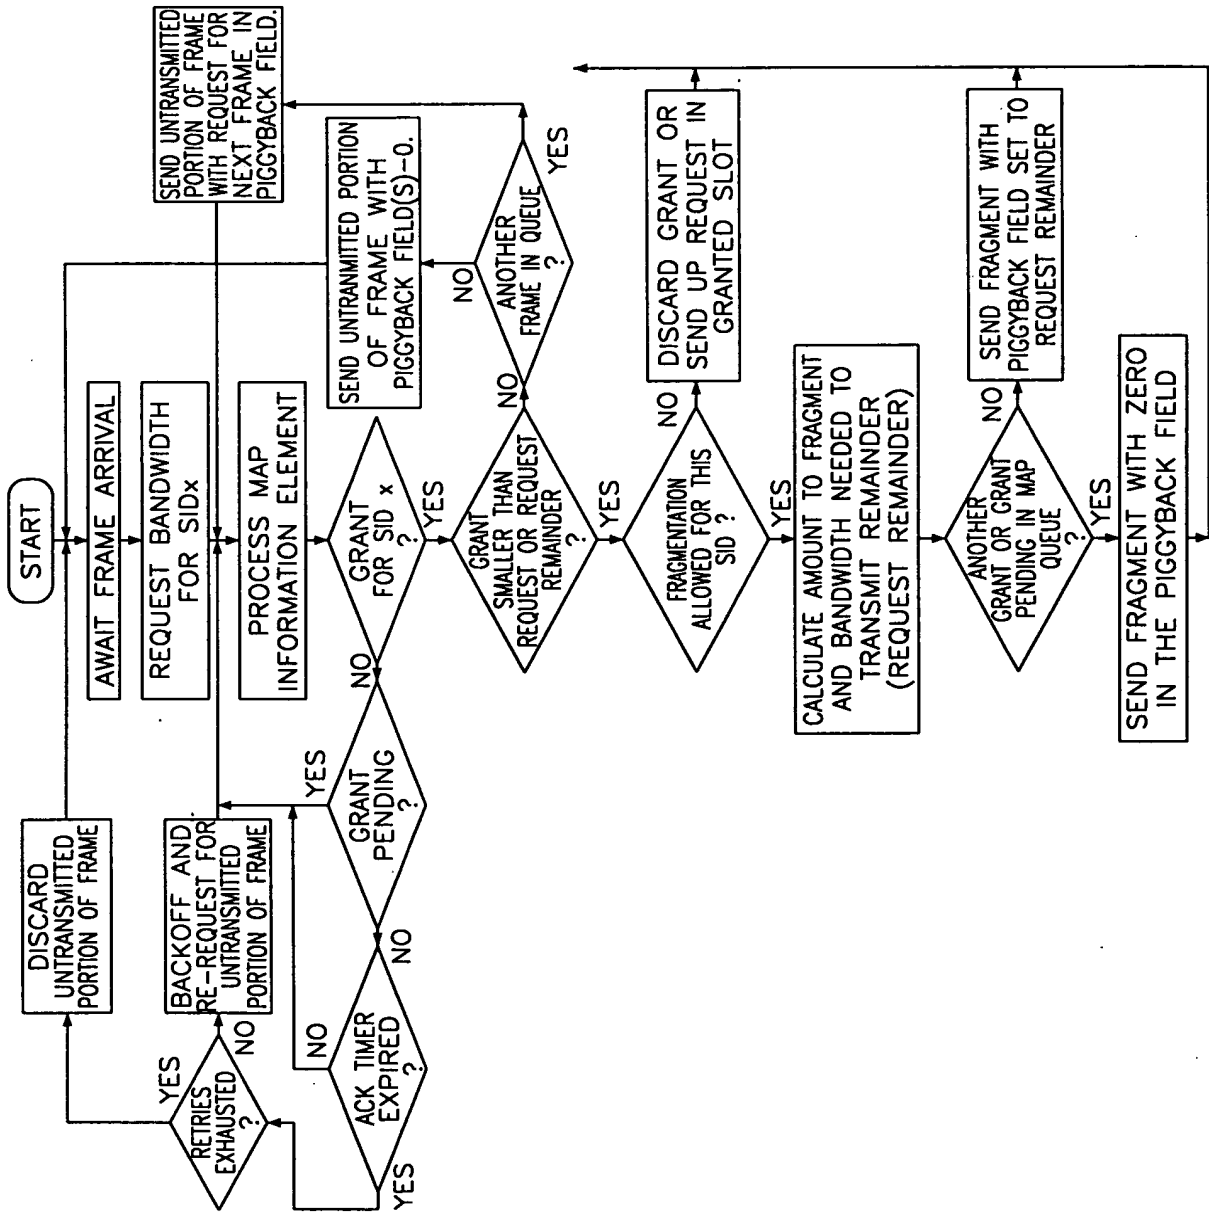 START
AWAIT FRAME ARRIVAL
REQUEST BANDWIDTH
FOR SIDx
PROCESS MAP
INFORMATION ELEMENT
GRANT
FOR SID x
?
YES
NO
GRANT
PENDING
?
YES
NO
ACK TIMER
EXPIRED
?
NO
YES
RETRIES
EXHAUSTED
?
YES
NO
DISCARD
UNTRANSMITTED
PORTION OF FRAME
BACKOFF AND
RE-REQUEST FOR
UNTRANSMITTED
PORTION OF FRAME
GRANT
SMALLER THAN
REQUEST OR REQUEST
REMAINDER
?
NO
YES
ANOTHER
FRAME IN QUEUE
?
NO
YES
SEND UNTRANMITTED PORTION
OF FRAME WITH
PIGGYBACK FIELD(S)-0.
SEND UNTRANSMITTED
PORTION OF FRAME
WITH REQUEST FOR
NEXT FRAME IN
PIGGYBACK FIELD.
FRAGMENTATION
ALLOWED FOR THIS
SID ?
NO
YES
DISCARD GRANT OR
SEND UP REQUEST IN
GRANTED SLOT
CALCULATE AMOUNT TO FRAGMENT
AND BANDWIDTH NEEDED TO
TRANSMIT REMAINDER
(REQUEST REMAINDER)
ANOTHER
GRANT OR GRANT
PENDING IN MAP
QUEUE
?
NO
YES
SEND FRAGMENT WITH
PIGGYBACK FIELD SET TO
REQUEST REMAINDER
SEND FRAGMENT WITH ZERO
IN THE PIGGYBACK FIELD